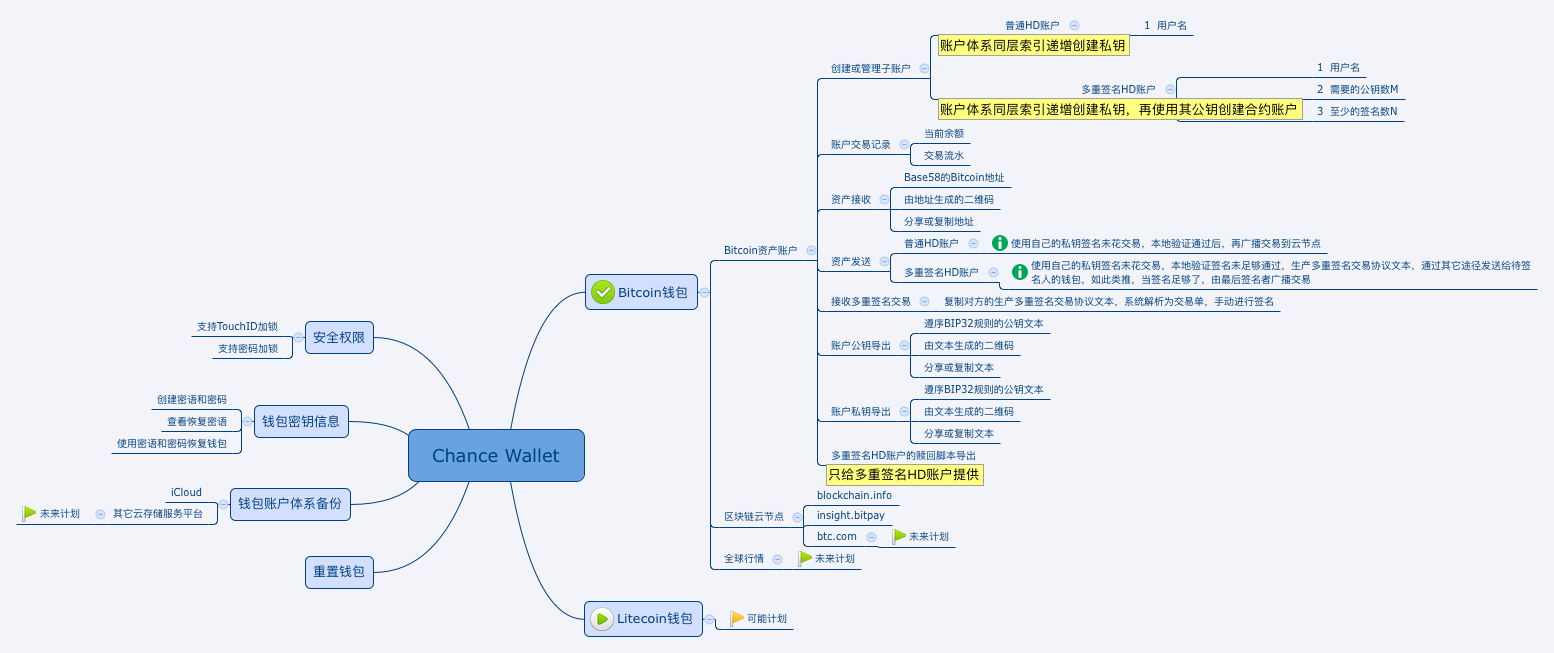 Chance Wallet
Bitcoin钱包
Bitcoin资产账户
创建或管理子账户
普通HD账户
1 用户名
账户体系同层索引递增创建私钥
多重签名HD账户
1 用户名
2 需要的公钥数M
3 至少的签名数N
账户体系同层索引递增创建私钥，再使用其公钥创建合约账户
账户交易记录
当前余额
交易流水
资产接收
Base58的Bitcoin地址
由地址生成的二维码
分享或复制地址
资产发送
普通HD账户
使用自己的私钥签名未花交易，本地验证通过后，再广播交易到云节点
多重签名HD账户
使用自己的私钥签名未花交易，本地验证签名未足够通过，生产多重签名交易协议文本，通过其它途径发送给待签
名人的钱包，如此类推，当签名足够了，由最后签名者广播交易
接收多重签名交易
复制对方的生产多重签名交易协议文本，系统解析为交易单，手动进行签名
账户公钥导出
遵序BIP32规则的公钥文本
由文本生成的二维码
分享或复制文本
账户私钥导出
遵序BIP32规则的公钥文本
由文本生成的二维码
分享或复制文本
多重签名HD账户的赎回脚本导出
只给多重签名HD账户提供
区块链云节点
blockchain.info
insight.bitpay
btc.com
未来计划
全球行情
未来计划
Litecoin钱包
可能计划
安全权限
支持TouchID加锁
支持密码加锁
钱包密钥信息
创建密语和密码
查看恢复密语
使用密语和密码恢复钱包
钱包账户体系备份
iCloud
其它云存储服务平台
未来计划
重置钱包